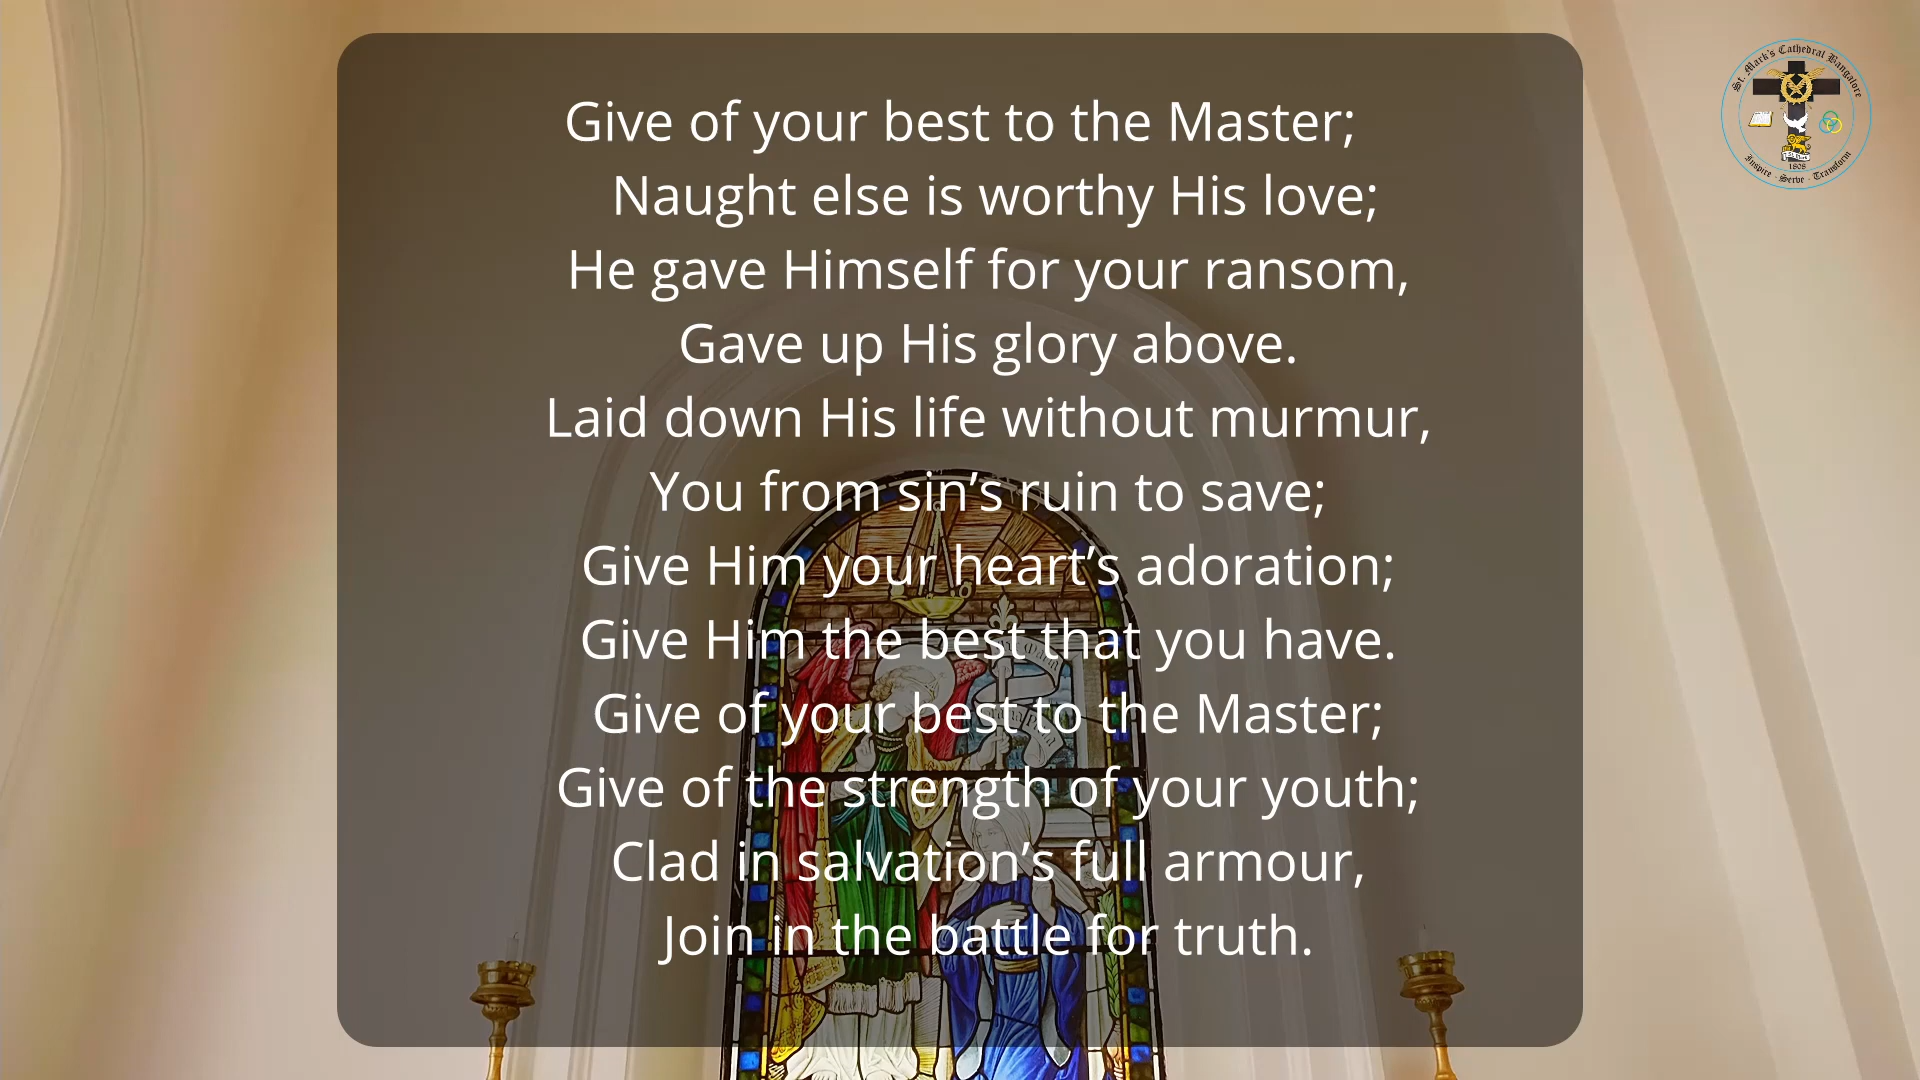 Give of your best to the Master;
Naught else is worthy His love;
He gave Himself for your ransom,
Gave up His glory above.
Laid down His life without murmur,
You from sin’s ruin to save;
Give Him your heart’s adoration;
Give Him the best that you have.
Give of your best to the Master;
Give of the strength of your youth;
Clad in salvation’s full armour,
Join in the battle for truth.
St. Mark's Cathedral Bangalore
1808
Inspire - Serve - Transform